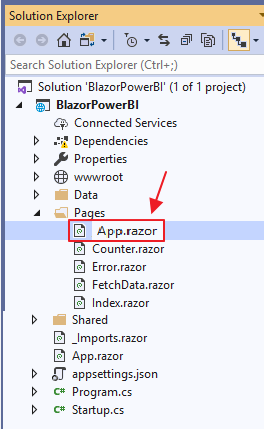 Solution Explorer
Search Solution Explorer (Ctrl+;)
Solution 'BlazorPowerBI' (1 of 1 project)
BlazorPowerBI
Connected Services
Dependencies
Properties
wwwroot
Data
Pages
App.razor
Counter.razor
Error.razor
FetchData.razor
Index.razor
Shared
_Imports.razor
App.razor
appsettings.json
C# Program.cs
C# Startup.cs